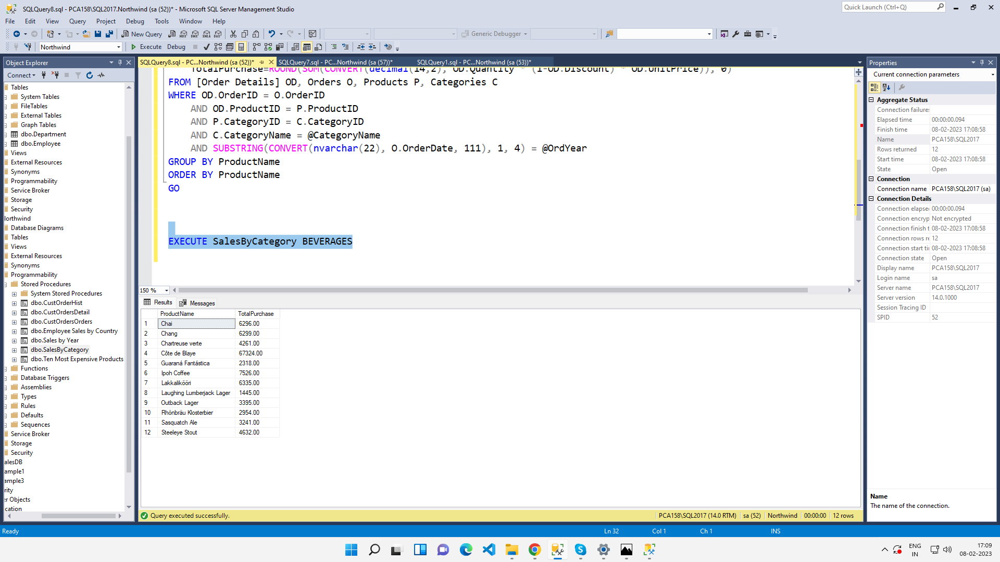 SQLQuery8.sql - PCA158\SQL2017.Northwind (sa (52))* - Microsoft SQL Server Management Studio
Quick Launch (Ctrl+Q)
File Edit View Query Project Debug Tools Window Help
New Query
MDX DMX XMLA DAX
Generic Debugger
Northwind
Execute Debug
Object Explorer
Connect
Tables
System Tables
FileTables
External Tables
Graph Tables
dbo.Department
dbo.Employee
Views
External Resources
Synonyms
Programmability
Service Broker
Storage
Security
lorthwind
Database Diagrams
Tables
Views
External Resources
Synonyms
Programmability
Stored Procedures
System Stored Procedures
dbo.CustOrderHist
dbo.CustOrdersDetail
dbo.CustOrdersOrders
dbo.Employee Sales by Country
dbo.Sales by Year
dbo.SalesByCategory
dbo.Ten Most Expensive Products
Functions
Database Triggers
Assemblies
Types
Rules
Defaults
Sequences
Service Broker
Storage
Security
alesDB
ample1
ample3
rity
er Objects
cation
SQLQuery8.sql - PC...Northwind (sa (52))* SQLQuery7.sql - PC...Northwind (sa (57))* SQLQuery1.sql - PC...Northwind (sa (53))*
TotalPurchase=ROUND(SUM(CONVERT(decimal(14,2), OD.Quantity * (1-OD.Discount) * OD.UnitPrice)), 0)
FROM [Order Details] OD, Orders O, Products P, Categories C
WHERE OD.OrderID = O.OrderID
AND OD.ProductID = P.ProductID
AND P.CategoryID = C.CategoryID
AND C.CategoryName = @CategoryName
AND SUBSTRING(CONVERT(nvarchar(22), O.OrderDate, 111), 1, 4) = @OrdYear
GROUP BY ProductName
ORDER BY ProductName
GO
EXECUTE SalesByCategory BEVERAGES
150 %
Results Messages
ProductName TotalPurchase
1 Chai 6296.00
2 Chang 6299.00
3 Chartreuse verte 4261.00
4 Côte de Blaye 67324.00
5 Guaraná Fantástica 2318.00
6 Ipoh Coffee 7526.00
7 Lakkalikööri 6335.00
8 Laughing Lumberjack Lager 1445.00
9 Outback Lager 3395.00
10 Rhönbräu Klosterbier 2954.00
11 Sasquatch Ale 3241.00
12 Steeleye Stout 4632.00
Query executed successfully.
PCA158\SQL2017 (14.0 RTM) sa (52) Northwind 00:00:00 12 rows
Properties
Current connection parameters
Aggregate Status
Connection failures
Elapsed time 00:00:00.094
Finish time 08-02-2023 17:08:58
Name PCA158\SQL2017
Rows returned 12
Start time 08-02-2023 17:08:58
State Open
Connection
Connection name PCA158\SQL2017 (sa)
Connection Details
Connection elapse 00:00:00.094
Connection encryp Not encrypted
Connection finish t 08-02-2023 17:08:58
Connection rows re 12
Connection start ti 08-02-2023 17:08:58
Connection state Open
Display name PCA158\SQL2017
Login name sa
Server name PCA158\SQL2017
Server version 14.0.1000
Session Tracing ID
SPID 52
Name
The name of the connection.
Ready Ln 32 Col 1 Ch 1 INS
ENG
IN
17:09
08-02-2023